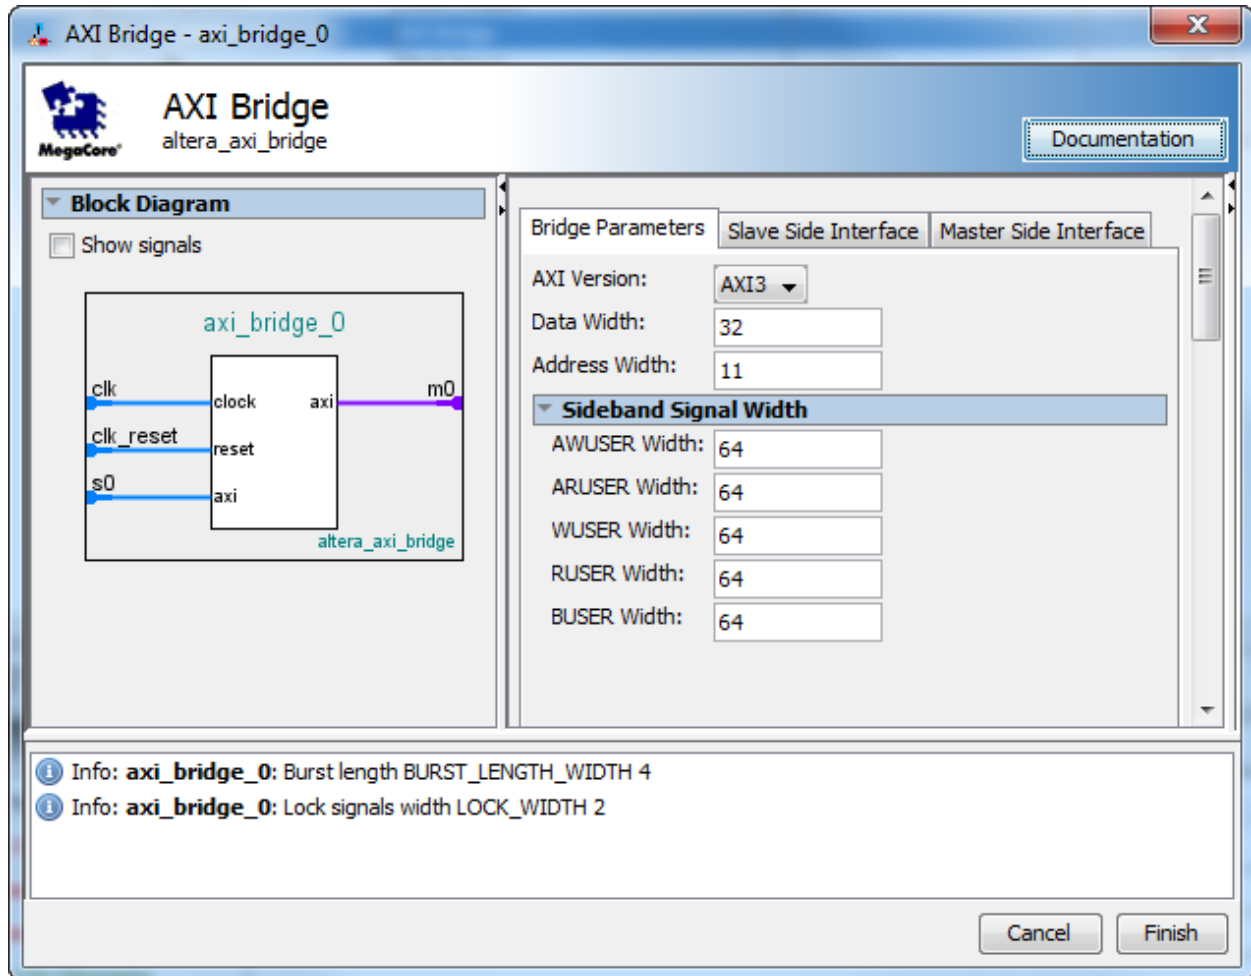 AXI Bridge - axi_bridge_0
AXI Bridge
altera_axi_bridge
MegaCore®
Documentation
Block Diagram
Show signals
axi_bridge_0
clk
clock
axi
m0
clk_reset
reset
s0
axi
altera_axi_bridge
Bridge Parameters
Slave Side Interface
Master Side Interface
AXI Version: AXI3
Data Width: 32
Address Width: 11
Sideband Signal Width
AWUSER Width: 64
ARUSER Width: 64
WUSER Width: 64
RUSER Width: 64
BUSER Width: 64
Info: axi_bridge_0: Burst length BURST_LENGTH_WIDTH 4
Info: axi_bridge_0: Lock signals width LOCK_WIDTH 2
Cancel
Finish